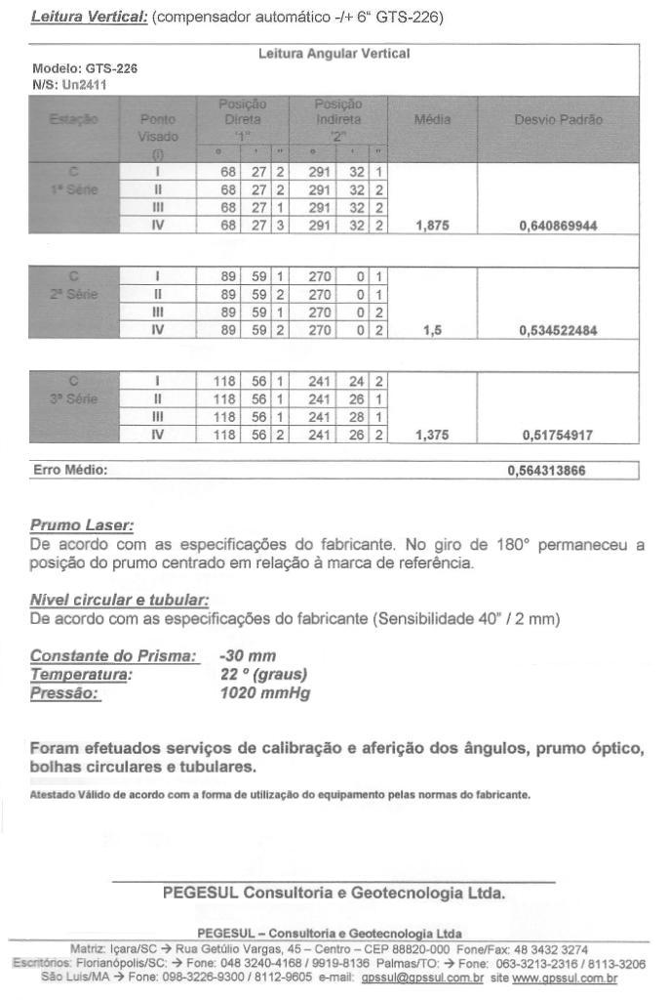 Leitura Vertical: (compensador automático -/+ 6" GTS-226)
Leitura Angular Vertical
Modelo: GTS-226
N/S: Un2411
Estação Ponto Visado (i) Posição Direta '1" Posição Indireta "2" Média Desvio Padrão
° ' " ° ' "
C I 68 27 2 291 32 1
1ª Série II 68 27 2 291 32 2
III 68 27 1 291 32 2
IV 68 27 3 291 32 2 1,875 0,640869944
C I 89 59 1 270 0 1
2ª Série II 89 59 2 270 0 1
III 89 59 1 270 0 2
IV 89 59 2 270 0 2 1,5 0,534522484
C I 118 56 1 241 24 2
3ª Série II 118 56 1 241 26 1
III 118 56 1 241 28 1
IV 118 56 2 241 26 2 1,375 0,51754917
Erro Médio: 0,564313866
Prumo Laser:
De acordo com as especificações do fabricante. No giro de 180° permaneceu a
posição do prumo centrado em relação à marca de referência.
Nível circular e tubular:
De acordo com as especificações do fabricante (Sensibilidade 40" / 2 mm)
Constante do Prisma: -30 mm
Temperatura: 22 º (graus)
Pressão: 1020 mmHg
Foram efetuados serviços de calibração e aferição dos ângulos, prumo óptico,
bolhas circulares e tubulares.
Atestado Válido de acordo com a forma de utilização do equipamento pelas normas do fabricante.
PEGESUL Consultoria e Geotecnologia Ltda.
PEGESUL – Consultoria e Geotecnologia Ltda
Matriz: Içara/SC → Rua Getúlio Vargas, 45 – Centro – CEP 88820-000 Fone/Fax: 48 3432 3274
Escritórios: Florianópolis/SC: → Fone: 048 3240-4168 / 9919-8136 Palmas/TO: → Fone: 063-3213-2316 / 8113-3206
São Luis/MA → Fone: 098-3226-9300 / 8112-9605 e-mail: gpssul@gpssul.com.br site www.gpssul.com.br